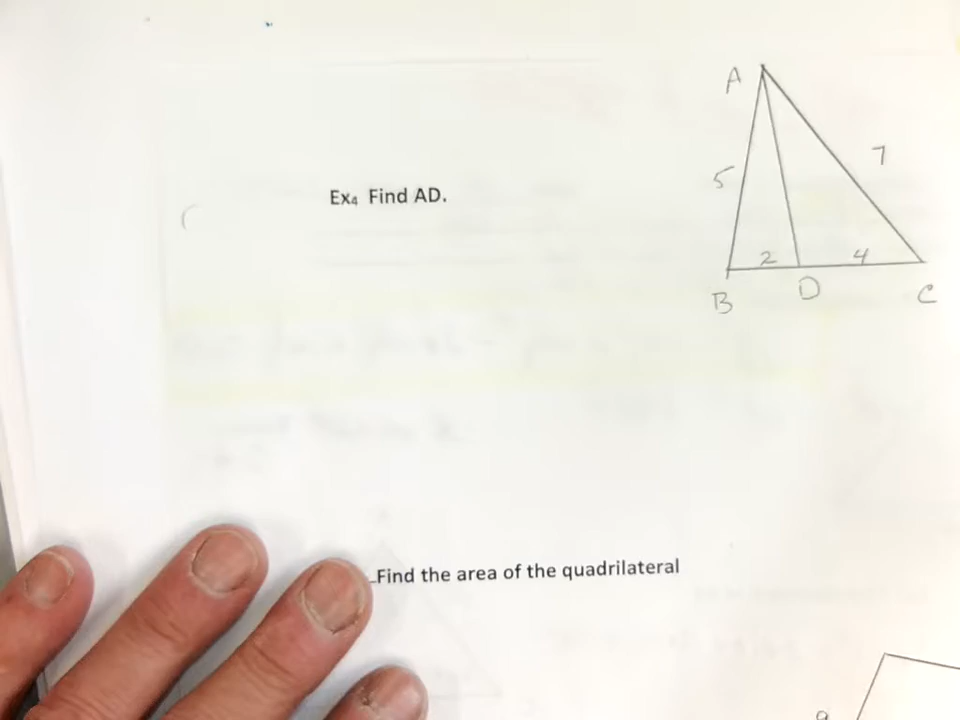 A
7
5
Ex4 Find AD.
2
4
B
D
C
Find the area of the quadrilateral